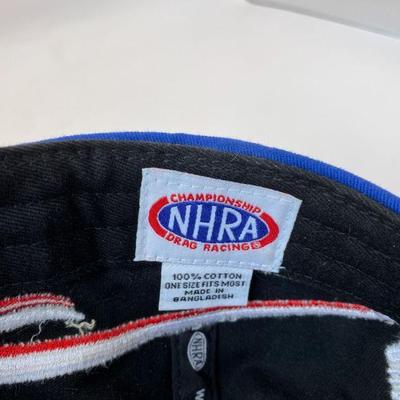 CHAMPIONSHIP
NHRA
DRAG RACING®
100% COTTON
ONE SIZE FITS MOST
MADE IN
BANGLADESH
NHRA